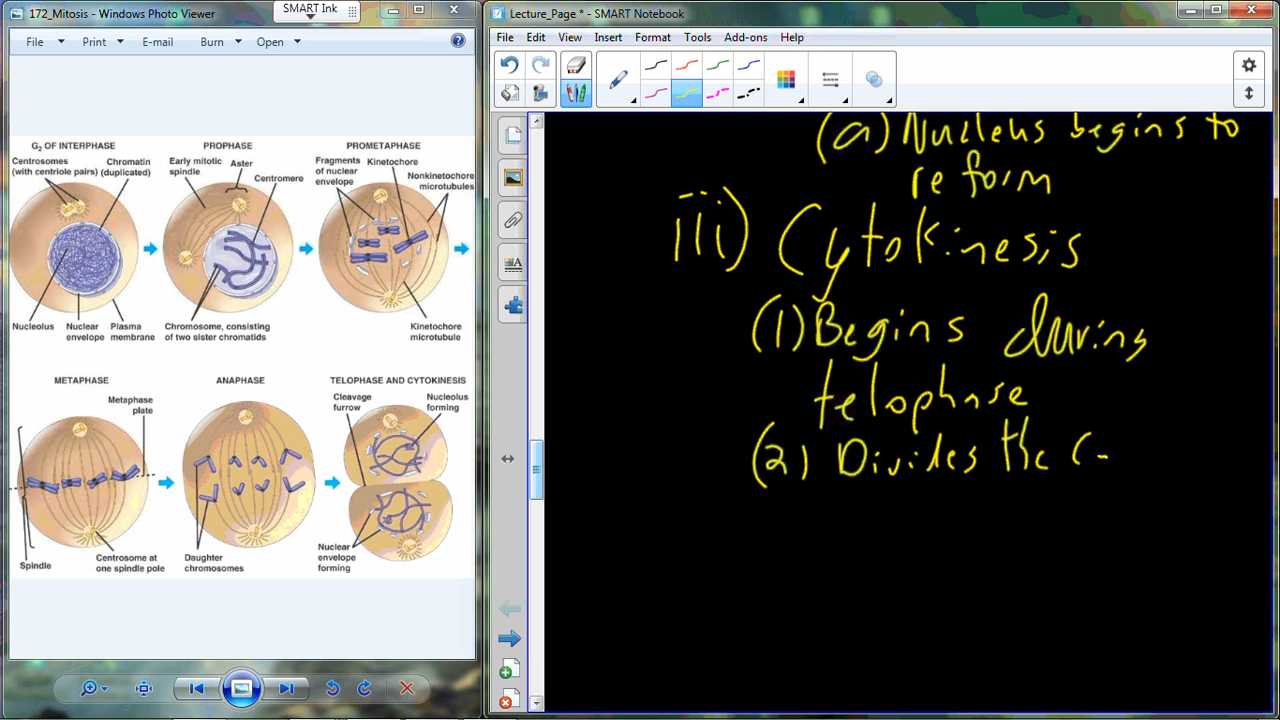 172_Mitosis - Windows Photo Viewer
SMART Ink
File Print E-mail Burn Open
G₂ OF INTERPHASE
Centrosomes
(with centriole pairs)
Chromatin
(duplicated)
Nucleolus
Nuclear
envelope
Plasma
membrane
PROPHASE
Early mitotic
spindle
Aster
Centromere
Chromosome, consisting
of two sister chromatids
PROMETAPHASE
Fragments
of nuclear
envelope
Kinetochore
Nonkinetochore
microtubules
Kinetochore
microtubule
METAPHASE
Metaphase
plate
Spindle
Centrosome at
one spindle pole
ANAPHASE
Daughter
chromosomes
TELOPHASE AND CYTOKINESIS
Cleavage
furrow
Nucleolus
forming
Nuclear
envelope
forming
Lecture_Page * - SMART Notebook
File Edit View Insert Format Tools Add-ons Help
(a) Nucleus begins to
reform
iii) Cytokinesis
(1) Begins during
telophase
(2) Divides the